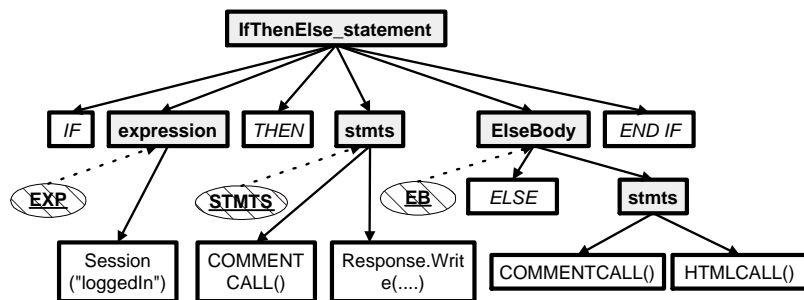 IfThenElse_statement
IF
expression
THEN
stmts
ElseBody
END IF
EXP
STMTS
EB
ELSE
stmts
Session
("loggedIn")
COMMENT
CALL()
Response.Writ
e(....)
COMMENTCALL()
HTMLCALL()